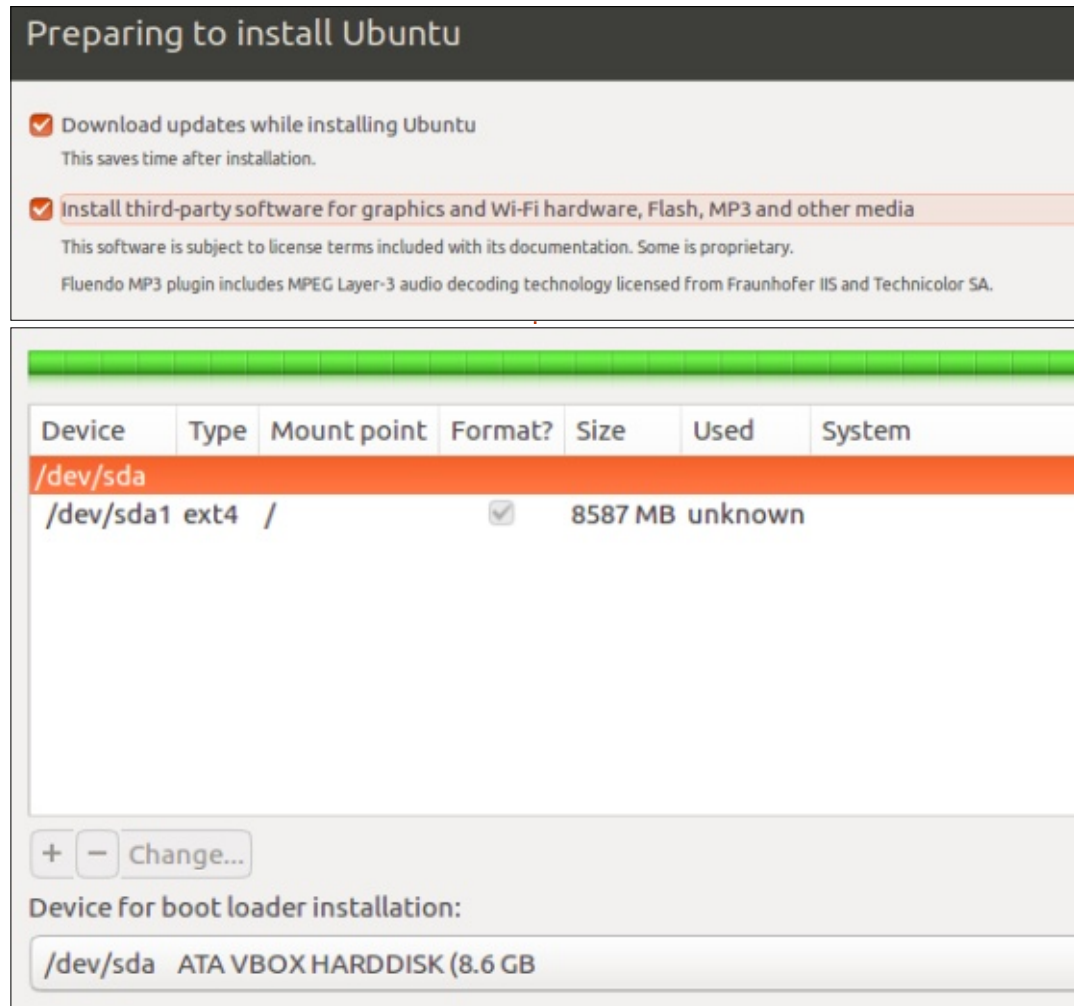 Preparing to install Ubuntu
Download updates while installing Ubuntu
This saves time after installation.
Install third-party software for graphics and Wi-Fi hardware, Flash, MP3 and other media
This software is subject to license terms included with its documentation. Some is proprietary.
Fluendo MP3 plugin includes MPEG Layer-3 audio decoding technology licensed from Fraunhofer IIS and Technicolor SA.
Device Type Mount point Format? Size Used System
/dev/sda
/dev/sda1 ext4 / 8587 MB unknown
+ − Change...
Device for boot loader installation:
/dev/sda ATA VBOX HARDDISK (8.6 GB